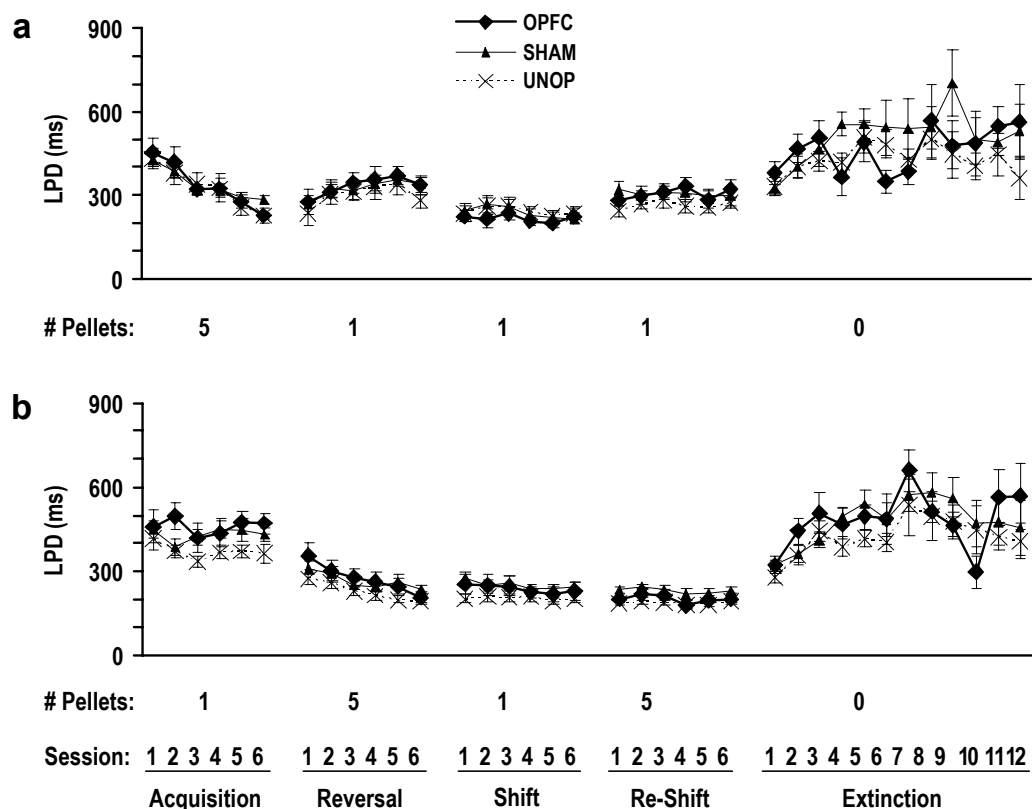 a
900
600
300
0
LPD (ms)
OPFC
SHAM
UNOP
# Pellets: 5 1 1 1 0
b
900
600
300
0
LPD (ms)
# Pellets: 1 5 1 5 0
Session: 1 2 3 4 5 6 1 2 3 4 5 6 1 2 3 4 5 6 1 2 3 4 5 6 1 2 3 4 5 6 7 8 9 10 11 12
Acquisition Reversal Shift Re-Shift Extinction